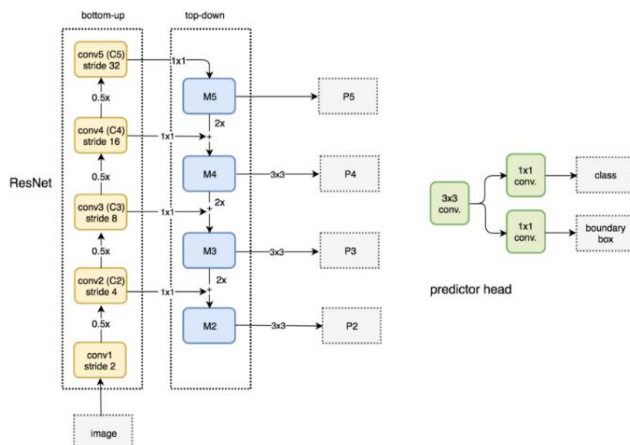 bottom-up
top-down
conv5 (C5)
stride 32
1x1
M5
P5
0.5x
2x
conv4 (C4)
stride 16
1x1
+
M4
3x3
P4
0.5x
2x
ResNet
conv3 (C3)
stride 8
1x1
+
M3
3x3
P3
0.5x
2x
conv2 (C2)
stride 4
1x1
+
M2
3x3
P2
0.5x
conv1
stride 2
image
3x3
conv.
1x1
conv.
class
1x1
conv.
boundary
box
predictor head